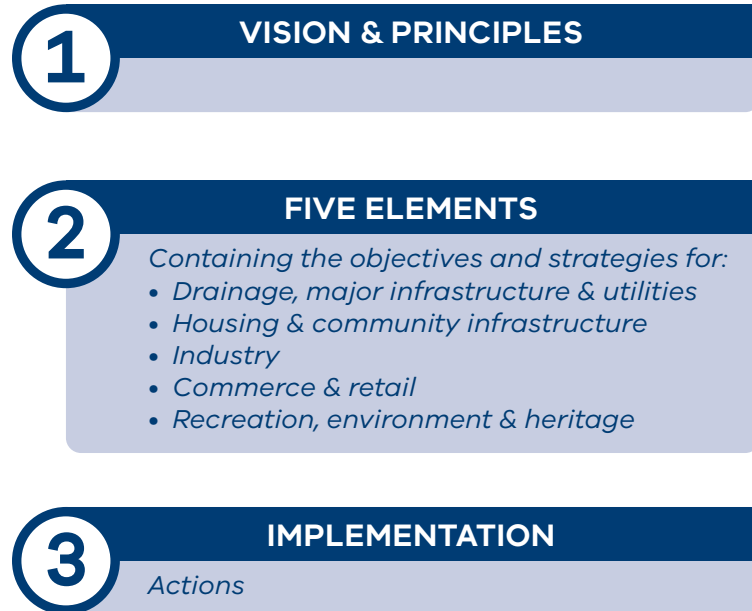 1
VISION & PRINCIPLES
2
FIVE ELEMENTS
Containing the objectives and strategies for:
• Drainage, major infrastructure & utilities
• Housing & community infrastructure
• Industry
• Commerce & retail
• Recreation, environment & heritage
3
IMPLEMENTATION
Actions